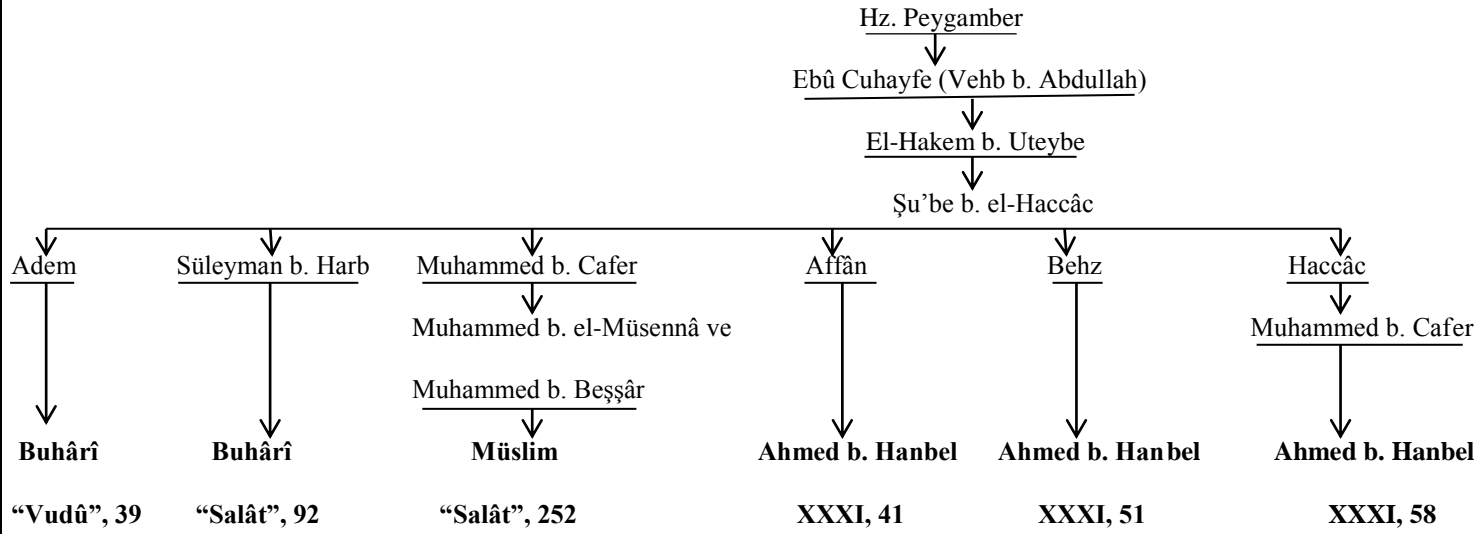 Hz. Peygamber
Ebû Cuhayfe (Vehb b. Abdullah)
El-Hakem b. Uteybe
Şu’be b. el-Haccâc
Adem Süleyman b. Harb Muhammed b. Cafer Affân Behz Haccâc
Muhammed b. el-Müsennâ ve Muhammed b. Cafer
Muhammed b. Beşşâr
Buhârî Buhârî Müslim Ahmed b. Hanbel Ahmed b. Hanbel Ahmed b. Hanbel
“Vudû”, 39 “Salât”, 92 “Salât”, 252 XXXI, 41 XXXI, 51 XXXI, 58